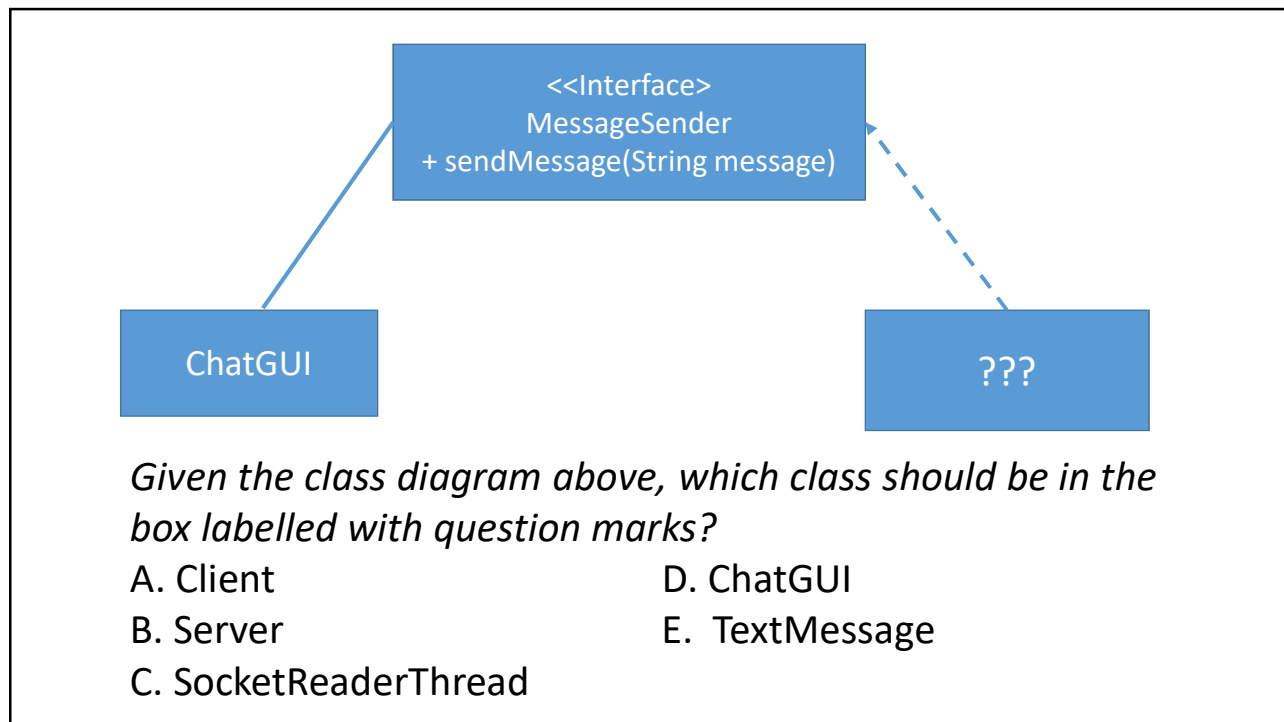 <<Interface>
MessageSender
+ sendMessage(String message)
ChatGUI
???
Given the class diagram above, which class should be in the
box labelled with question marks?
A. Client
B. Server
C. SocketReaderThread
D. ChatGUI
E. TextMessage